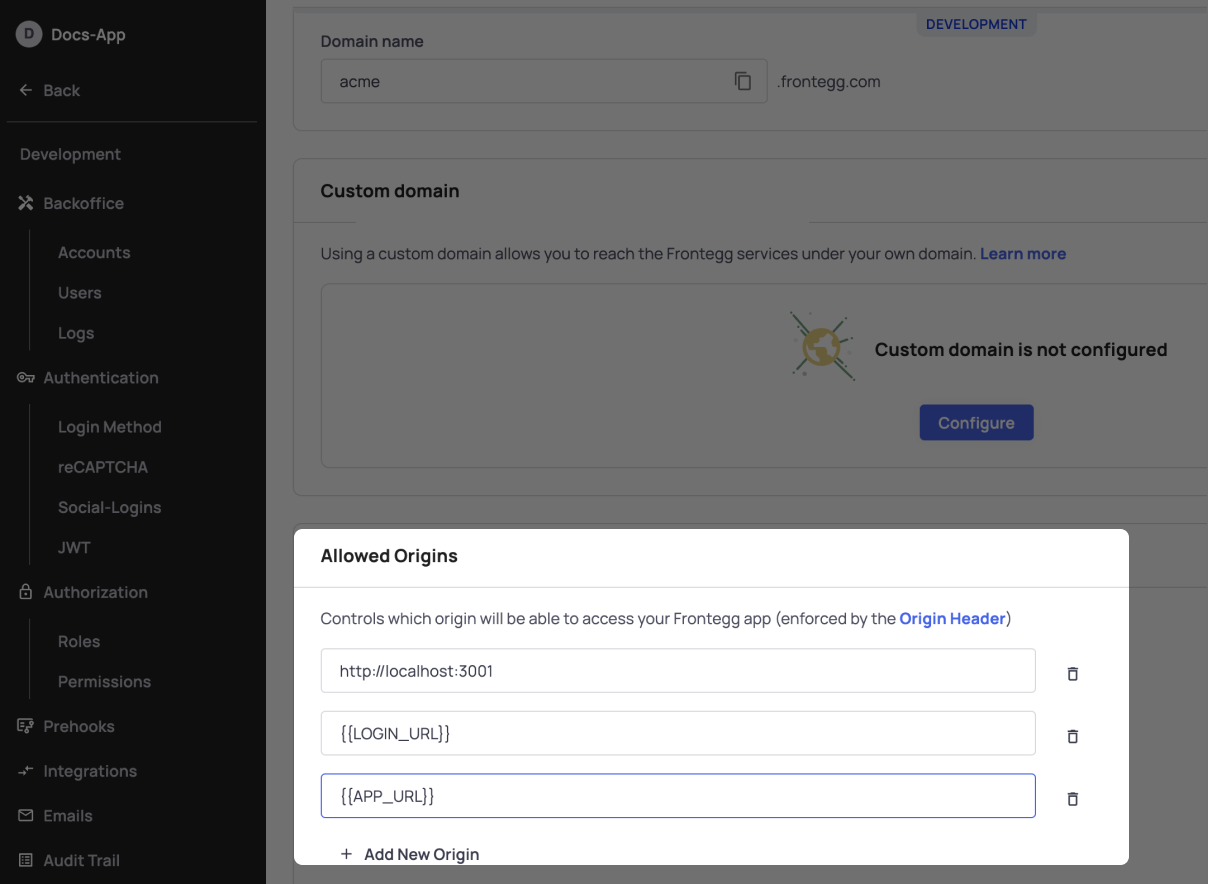 D Docs-App
Back
Development
Backoffice
Accounts
Users
Logs
Authentication
Login Method
reCAPTCHA
Social-Logins
JWT
Authorization
Roles
Permissions
Prehooks
Integrations
Emails
Audit Trail
DEVELOPMENT
Domain name
acme .frontegg.com
Custom domain
Using a custom domain allows you to reach the Frontegg services under your own domain. Learn more
Custom domain is not configured
Configure
Allowed Origins
Controls which origin will be able to access your Frontegg app (enforced by the Origin Header)
http://localhost:3001
{{LOGIN_URL}}
{{APP_URL}}
+ Add New Origin